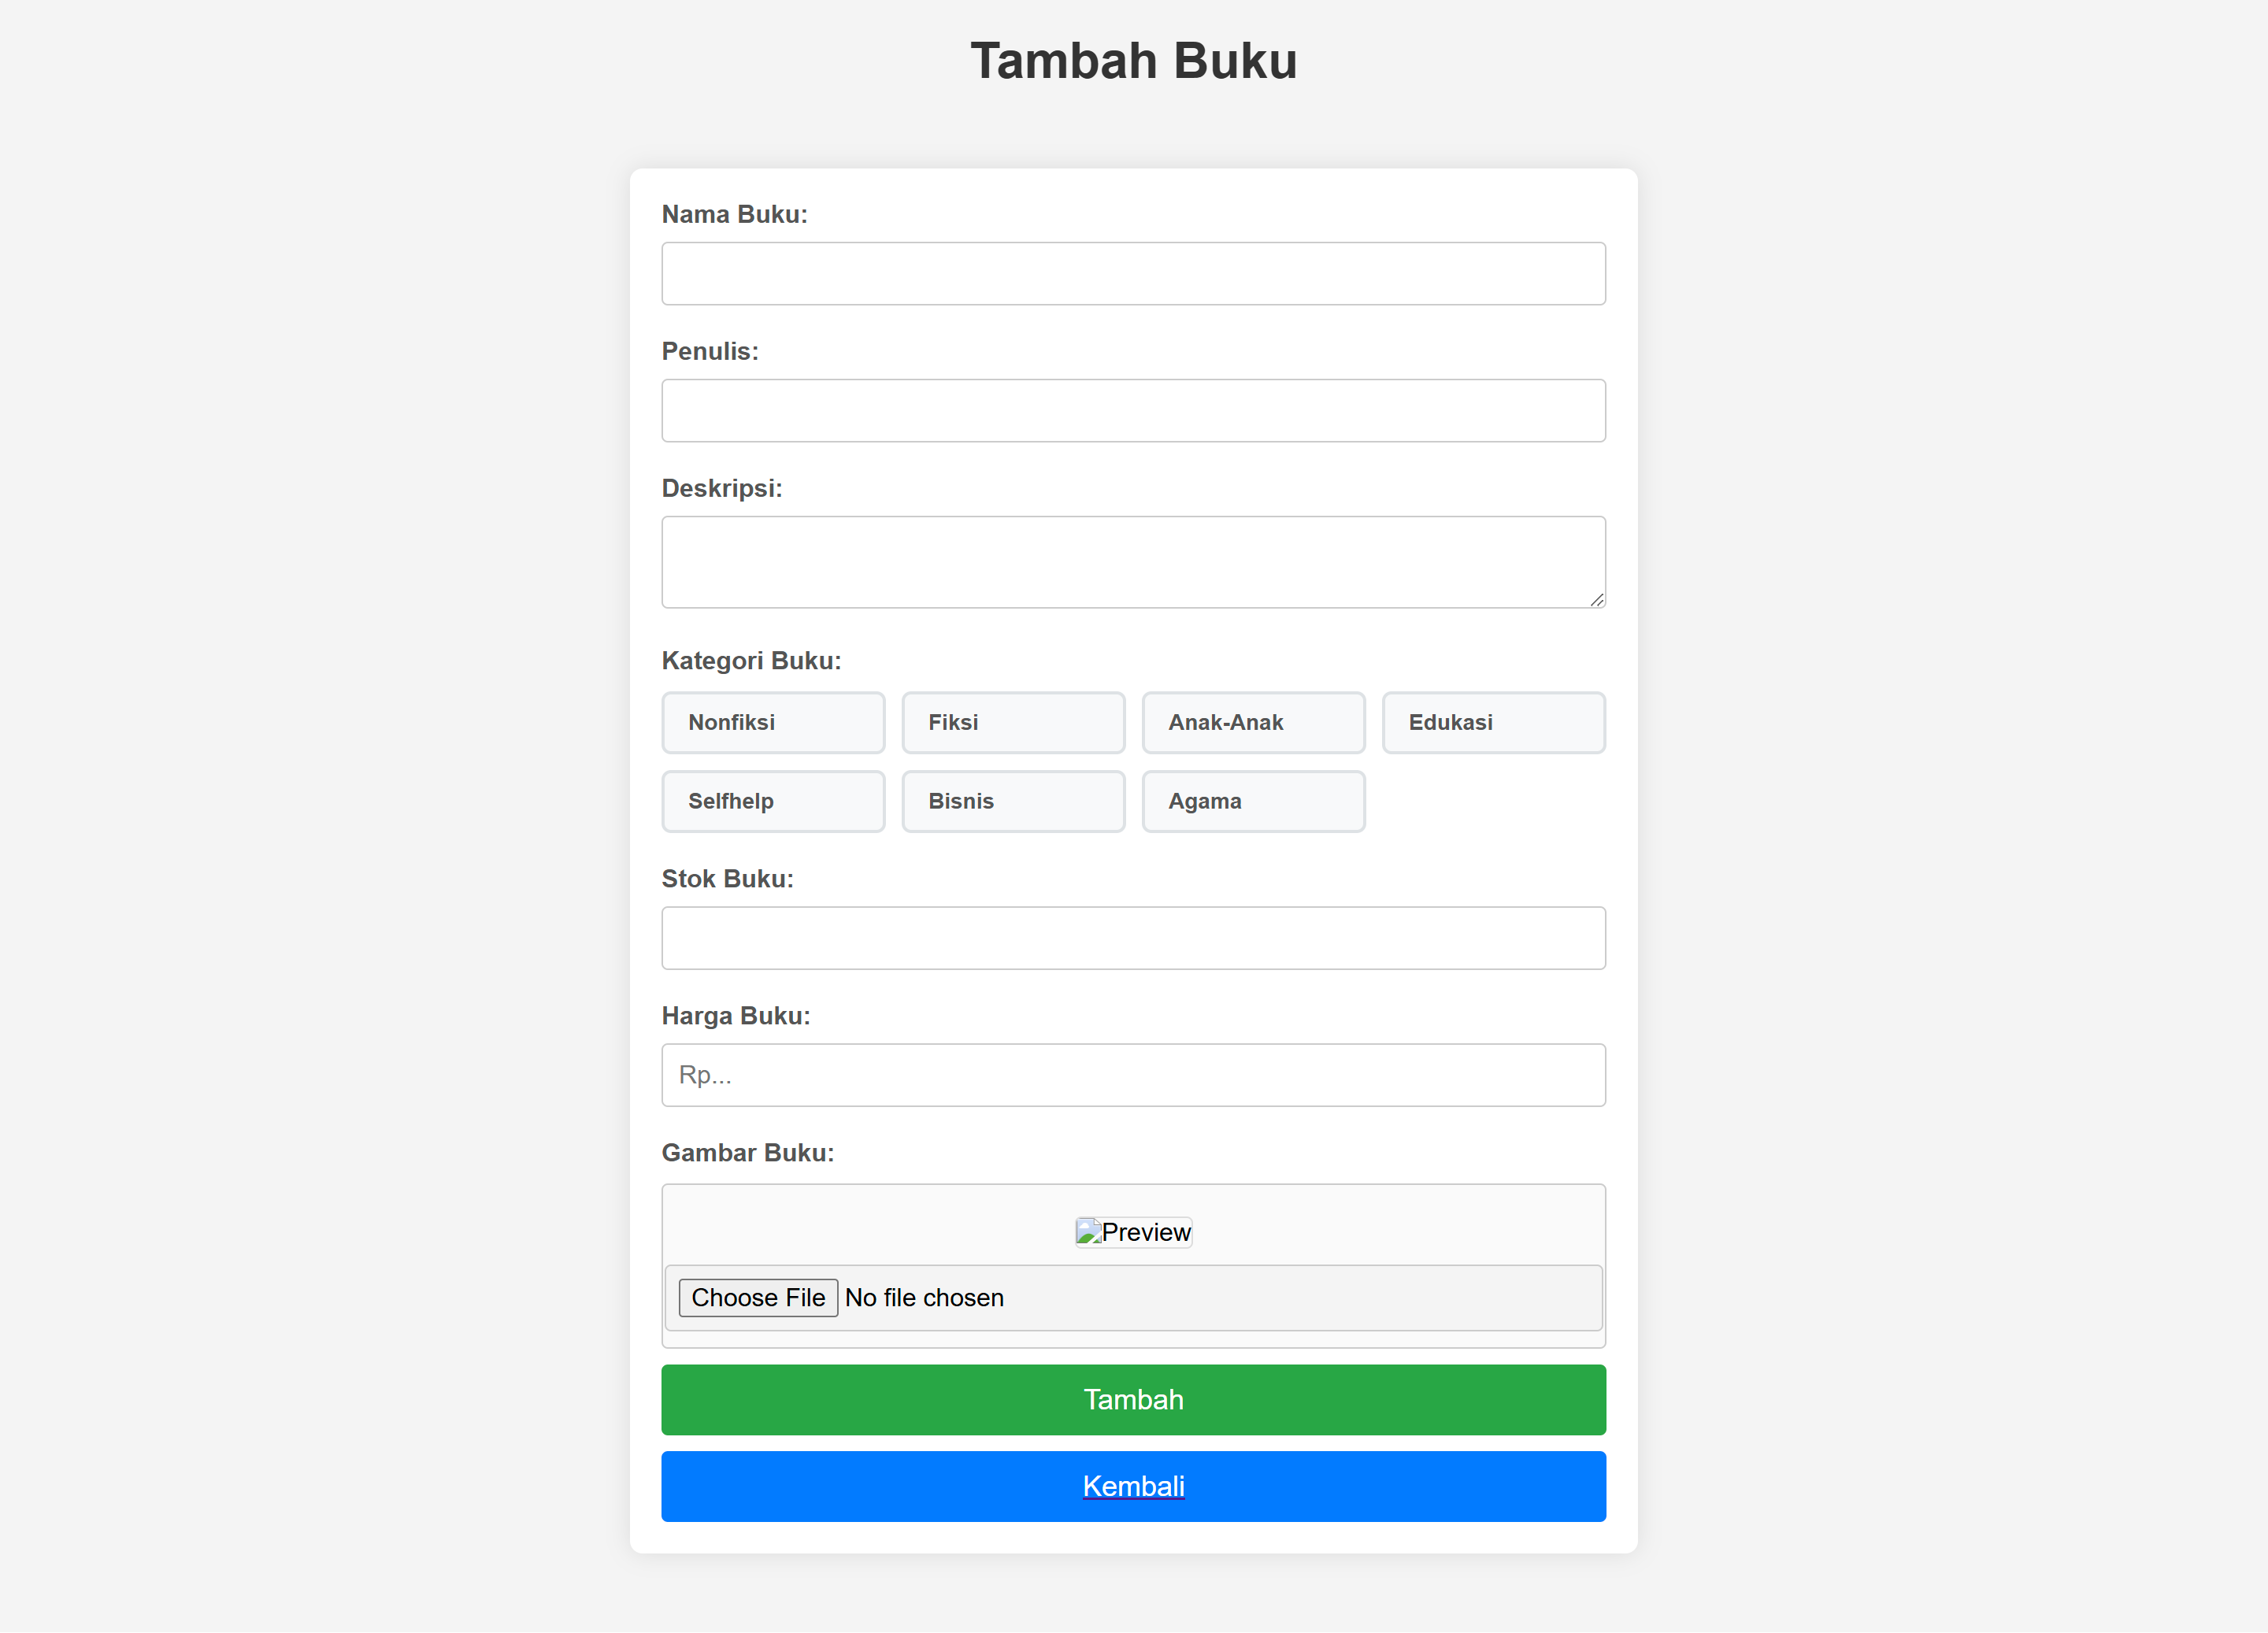 Tambah Buku
Nama Buku:
Penulis:
Deskripsi:
Kategori Buku:
Nonfiksi Fiksi Anak-Anak Edukasi
Selfhelp Bisnis Agama
Stok Buku:
Harga Buku:
Rp...
Gambar Buku:
Preview
Choose File No file chosen
Tambah
Kembali